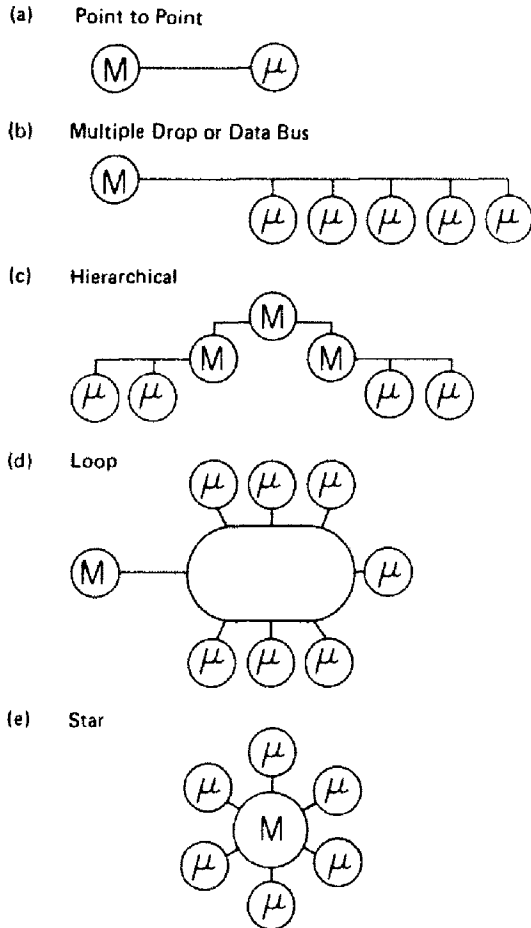 (a) Point to Point
M μ
(b) Multiple Drop or Data Bus
M
μ μ μ μ μ
(c) Hierarchical
M
M M
μ μ μ μ
(d) Loop
μ μ μ
M μ
μ μ μ
(e) Star
μ
μ μ
M
μ μ
μ